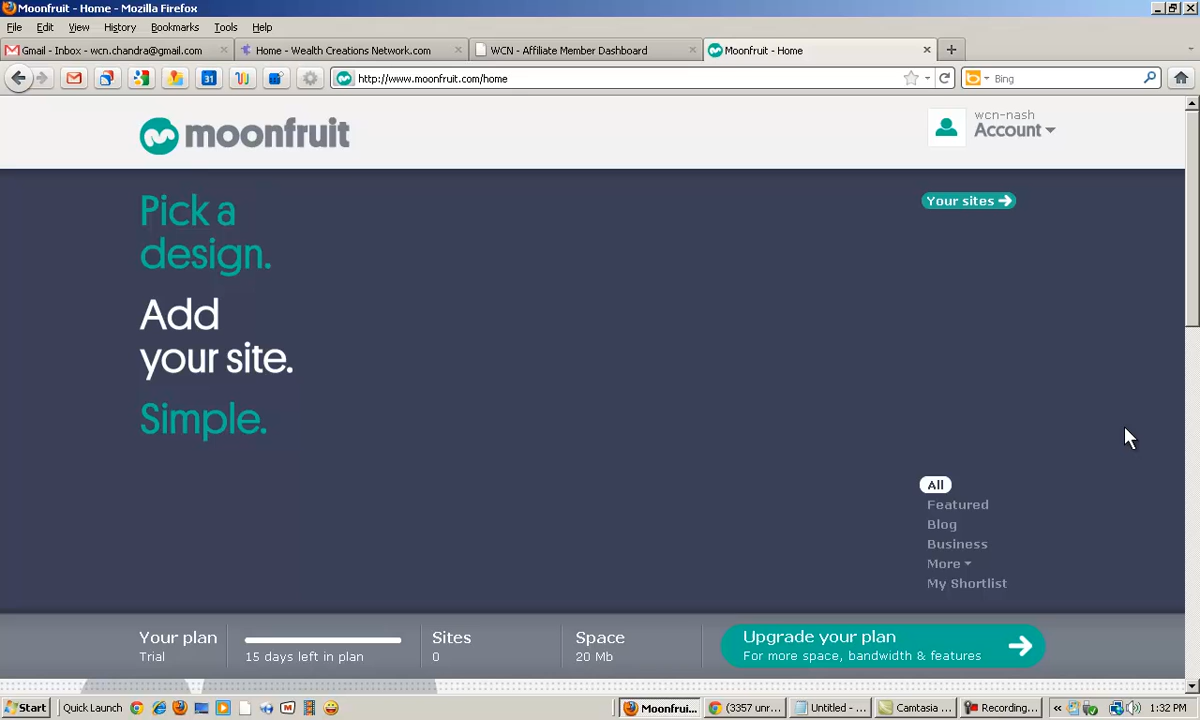 Moonfruit - Home - Mozilla Firefox
File Edit View History Bookmarks Tools Help
Gmail - Inbox - wcn.chandra@gmail.com
Home - Wealth Creations Network.com
WCN - Affiliate Member Dashboard
Moonfruit - Home
31
http://www.moonfruit.com/home
Bing
moonfruit
wcn-nash
Account
Pick a
design.
Your sites
Add
your site.
Simple.
All
Featured
Blog
Business
More
My Shortlist
Your plan
Trial
15 days left in plan
Sites
0
Space
20 Mb
Upgrade your plan
For more space, bandwidth & features
Start
Quick Launch
Moonfrui...
(3357 unr...
Untitled - ...
Camtasia ...
Recording...
1:32 PM